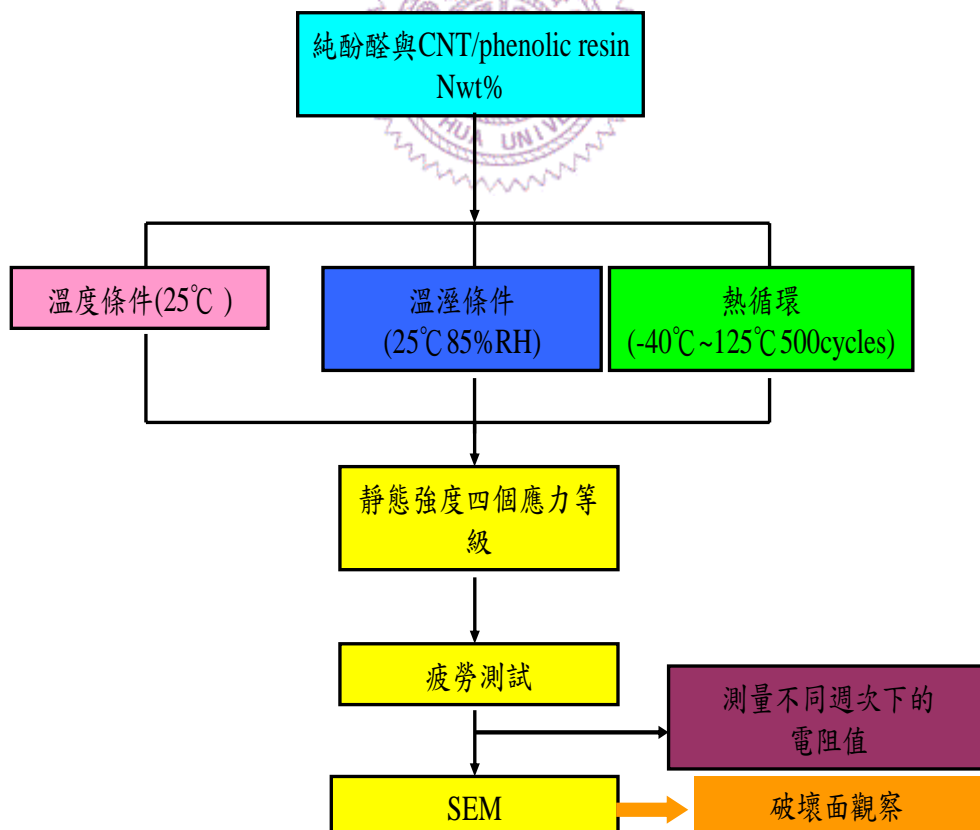 純酚醛與CNT/phenolic resin
Nwt%
HUA UNIVE
溫度條件(25℃ )
溫溼條件
(25℃ 85%RH)
熱循環
(-40℃~125℃ 500cycles)
靜態強度四個應力等
級
疲勞測試
測量不同週次下的
電阻值
SEM
破壞面觀察